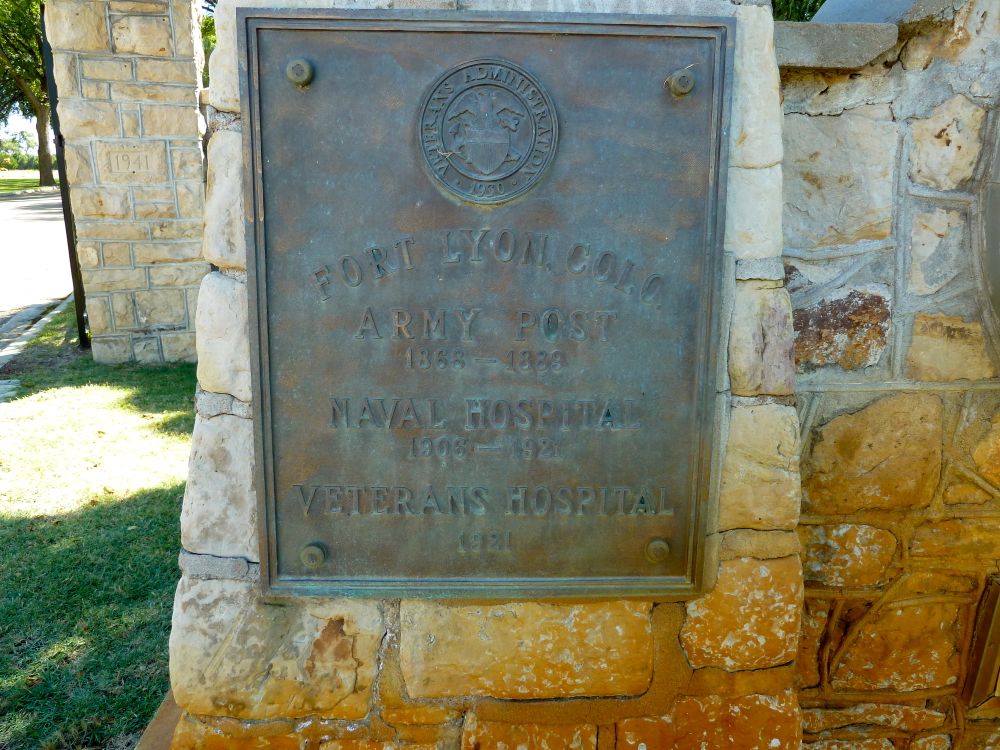 1941
VETERANS ADMINISTRATION
1930
FORT LYON, COLO.
ARMY POST
1868 — 1889
NAVAL HOSPITAL
1906 — 1921
VETERANS HOSPITAL
1921